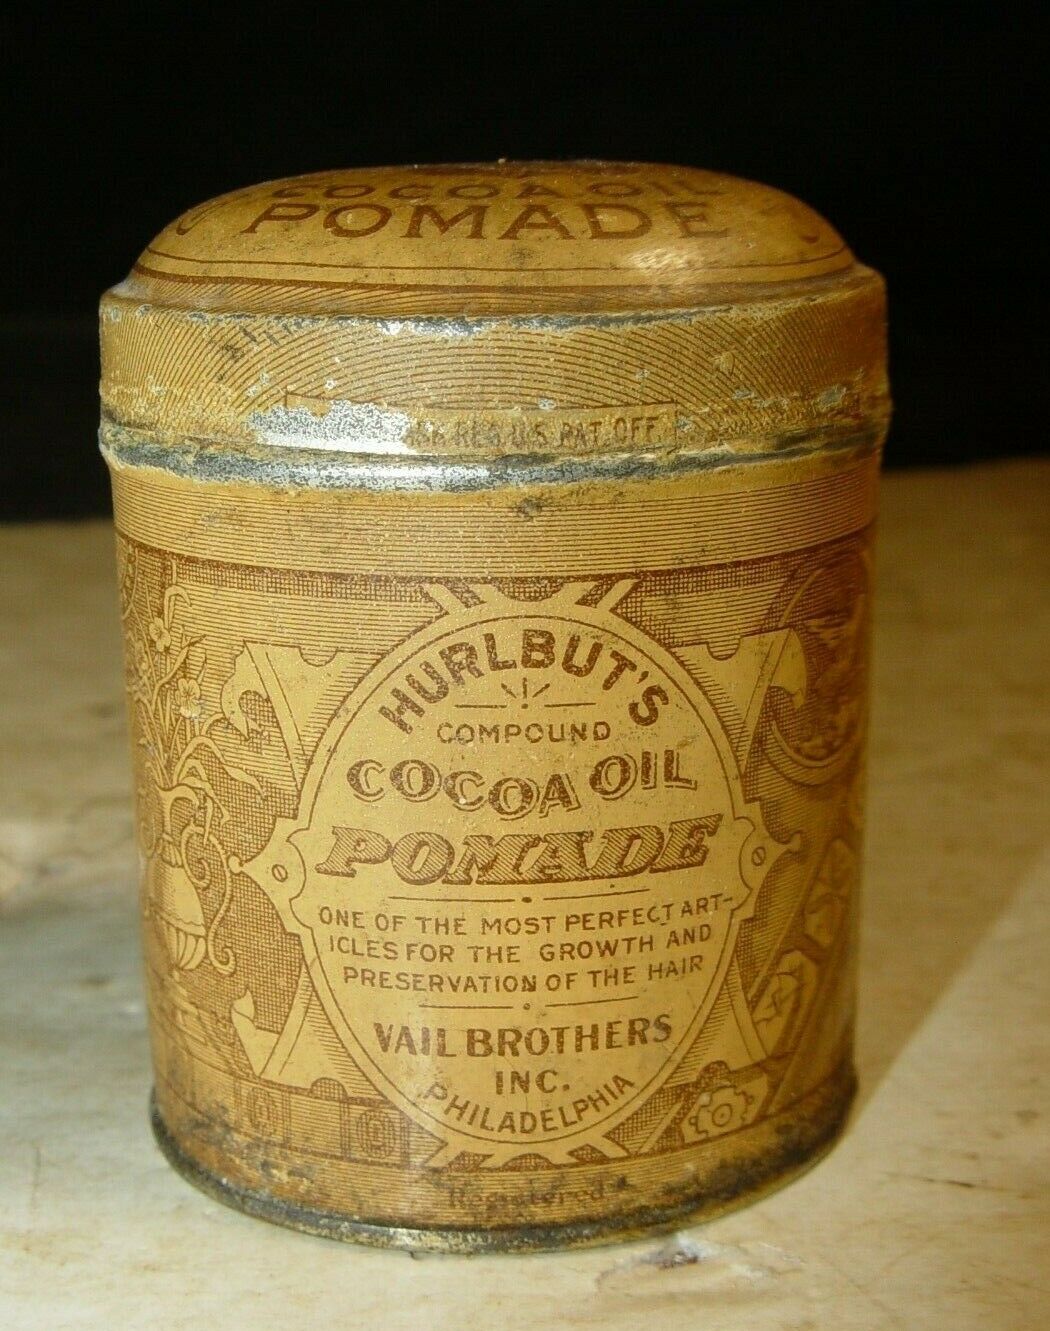 COCOA OIL
POMADE
REG. U.S. PAT. OFF.
HURLBUT'S
COMPOUND
COCOA OIL
POMADE
ONE OF THE MOST PERFECT ART-
ICLES FOR THE GROWTH AND
PRESERVATION OF THE HAIR
VAIL BROTHERS
INC.
PHILADELPHIA
Registered